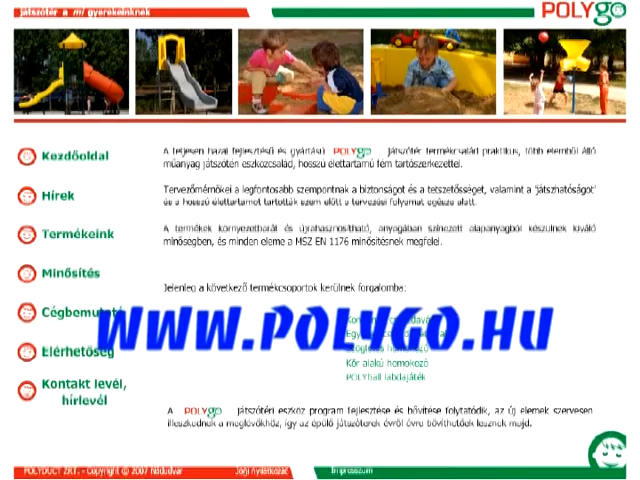 játszótér a mi gyerekeinknek
POLYgo
Kezdőoldal
A teljesen hazai fejlesztésű és gyártású POLYgo játszótér termékcsalád praktikus, több elemből álló
műanyag játszótéri eszközcsalád, hosszú élettartamú fém tartószerkezettel.
Hírek
Tervezőmérnökei a legfontosabb szempontnak a biztonságot és a tetszetősséget, valamint a "játszhatóságot"
és a hosszú élettartamot tartották szem előtt a tervezési folyamat egésze alatt.
Termékeink
A termékek környezetbarát és újrahasznosítható, anyagában színezett alapanyagból készülnek kiváló
minőségben, és minden eleme a MSZ EN 1176 minősítésnek megfelel.
Minősítés
Jelenleg a következő termékcsoportok kerülnek forgalomba:
Cégbemutató
WWW.POLYGO.HU
Elérhetőség
homokozó
Kör alakú homokozó
POLYball labdajáték
Kontakt levél,
hírlevél
A POLYgo játszótéri eszköz program fejlesztése és bővítése folytatódik, az új elemek szervesen
illeszkednek a meglévőkhöz, így az épülő játszóterek évről évre bővíthetőek lesznek majd.
POLYDUCT ZRT. - Copyright @ 2007 Nádudvar
Jogi nyilatkozat
Impresszum